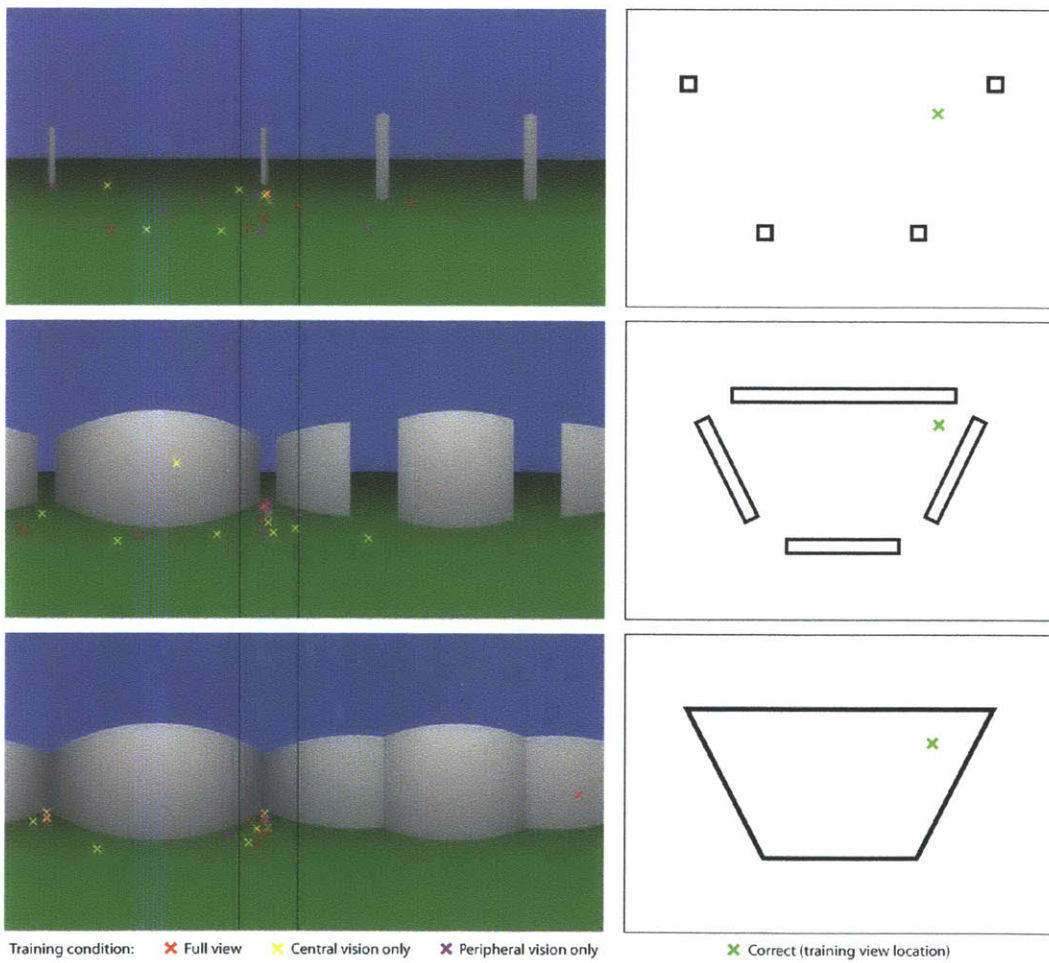 Training condition: × Full view × Central vision only × Peripheral vision only × Correct (training view location)